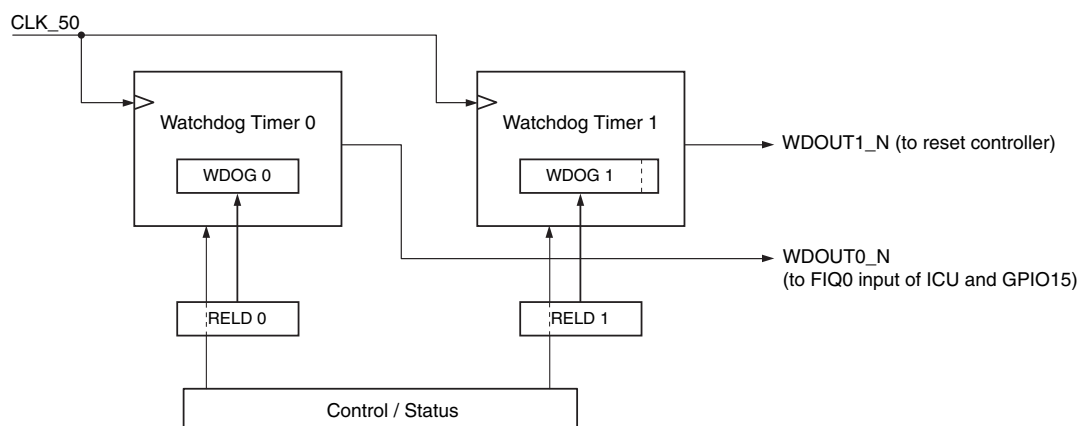 CLK_50
Watchdog Timer 0
Watchdog Timer 1
WDOUT1_N (to reset controller)
WDOG 0
WDOG 1
WDOUT0_N
(to FIQ0 input of ICU and GPIO15)
RELD 0
RELD 1
Control / Status